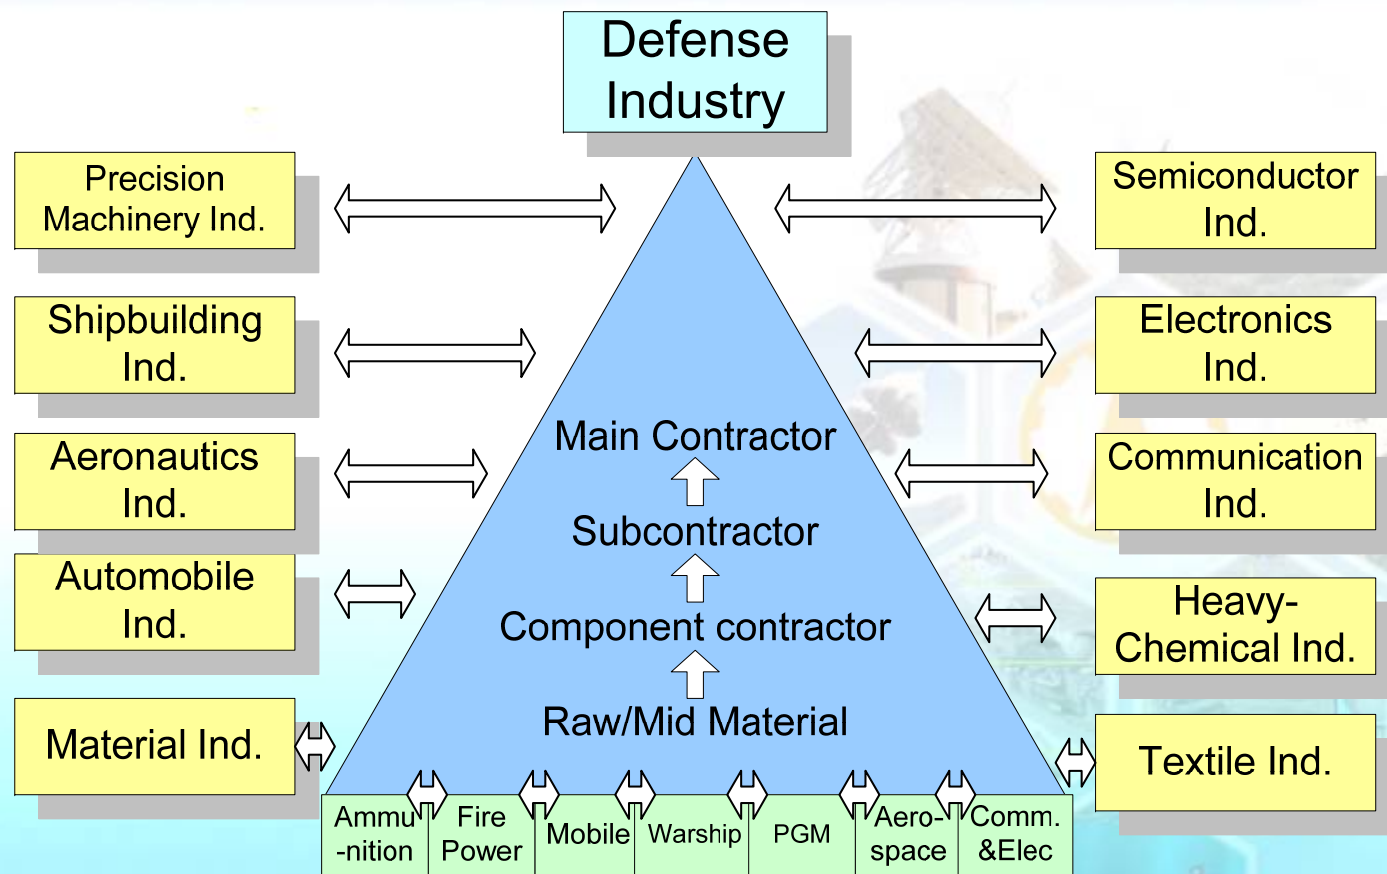 Defense
Industry
Precision
Machinery Ind.
Semiconductor
Ind.
Shipbuilding
Ind.
Electronics
Ind.
Aeronautics
Ind.
Main Contractor
Communication
Ind.
Subcontractor
Automobile
Ind.
Component contractor
Heavy-
Chemical Ind.
Material Ind.
Raw/Mid Material
Textile Ind.
Ammu
-nition
Fire
Power
Mobile
Warship
PGM
Aero-
space
Comm.
&Elec